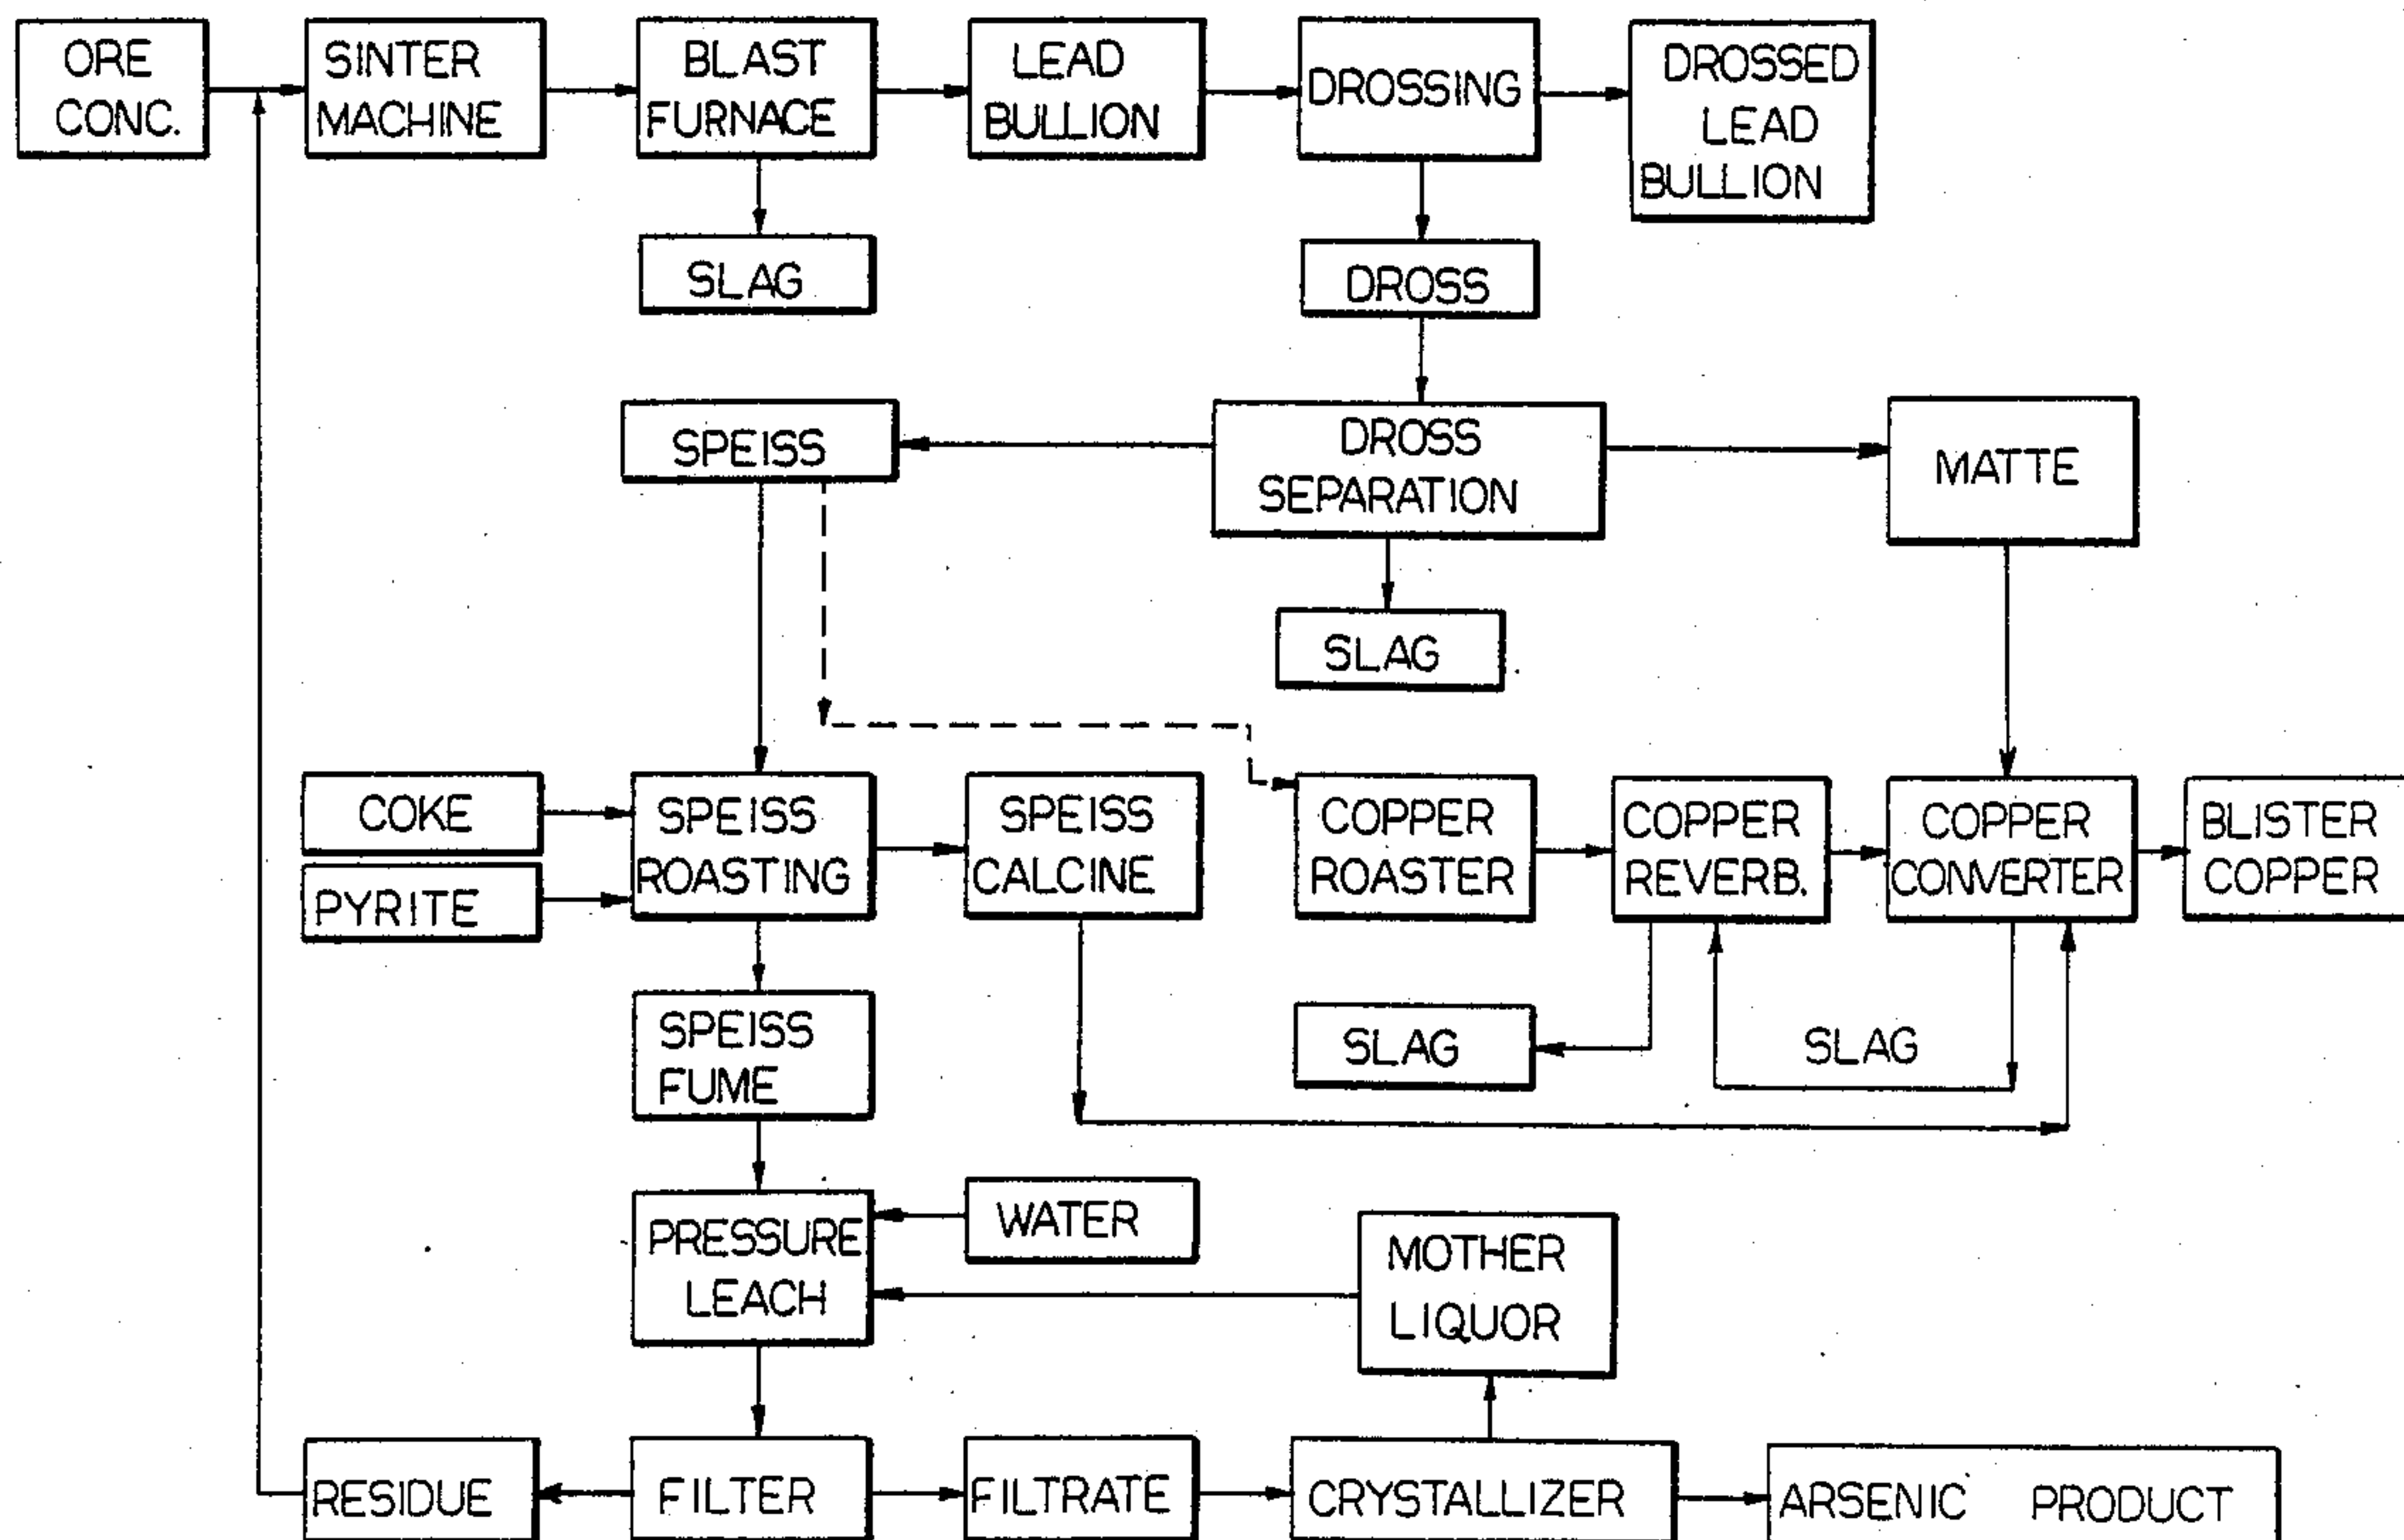 ORE
CONC.
SINTER
MACHINE
BLAST
FURNACE
LEAD
BULLION
DROSSING
DROSSED
LEAD
BULLION
SLAG
DROSS
SPEISS
DROSS
SEPARATION
MATTE
SLAG
COKE
PYRITE
SPEISS
ROASTING
SPEISS
CALCINE
COPPER
ROASTER
COPPER
REVERB.
COPPER
CONVERTER
BLISTER
COPPER
SPEISS
FUME
SLAG
SLAG
PRESSURE
LEACH
WATER
MOTHER
LIQUOR
RESIDUE
FILTER
FILTRATE
CRYSTALLIZER
ARSENIC PRODUCT